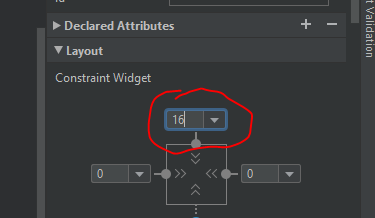 Declared Attributes + −
Layout
Constraint Widget
16
0 0